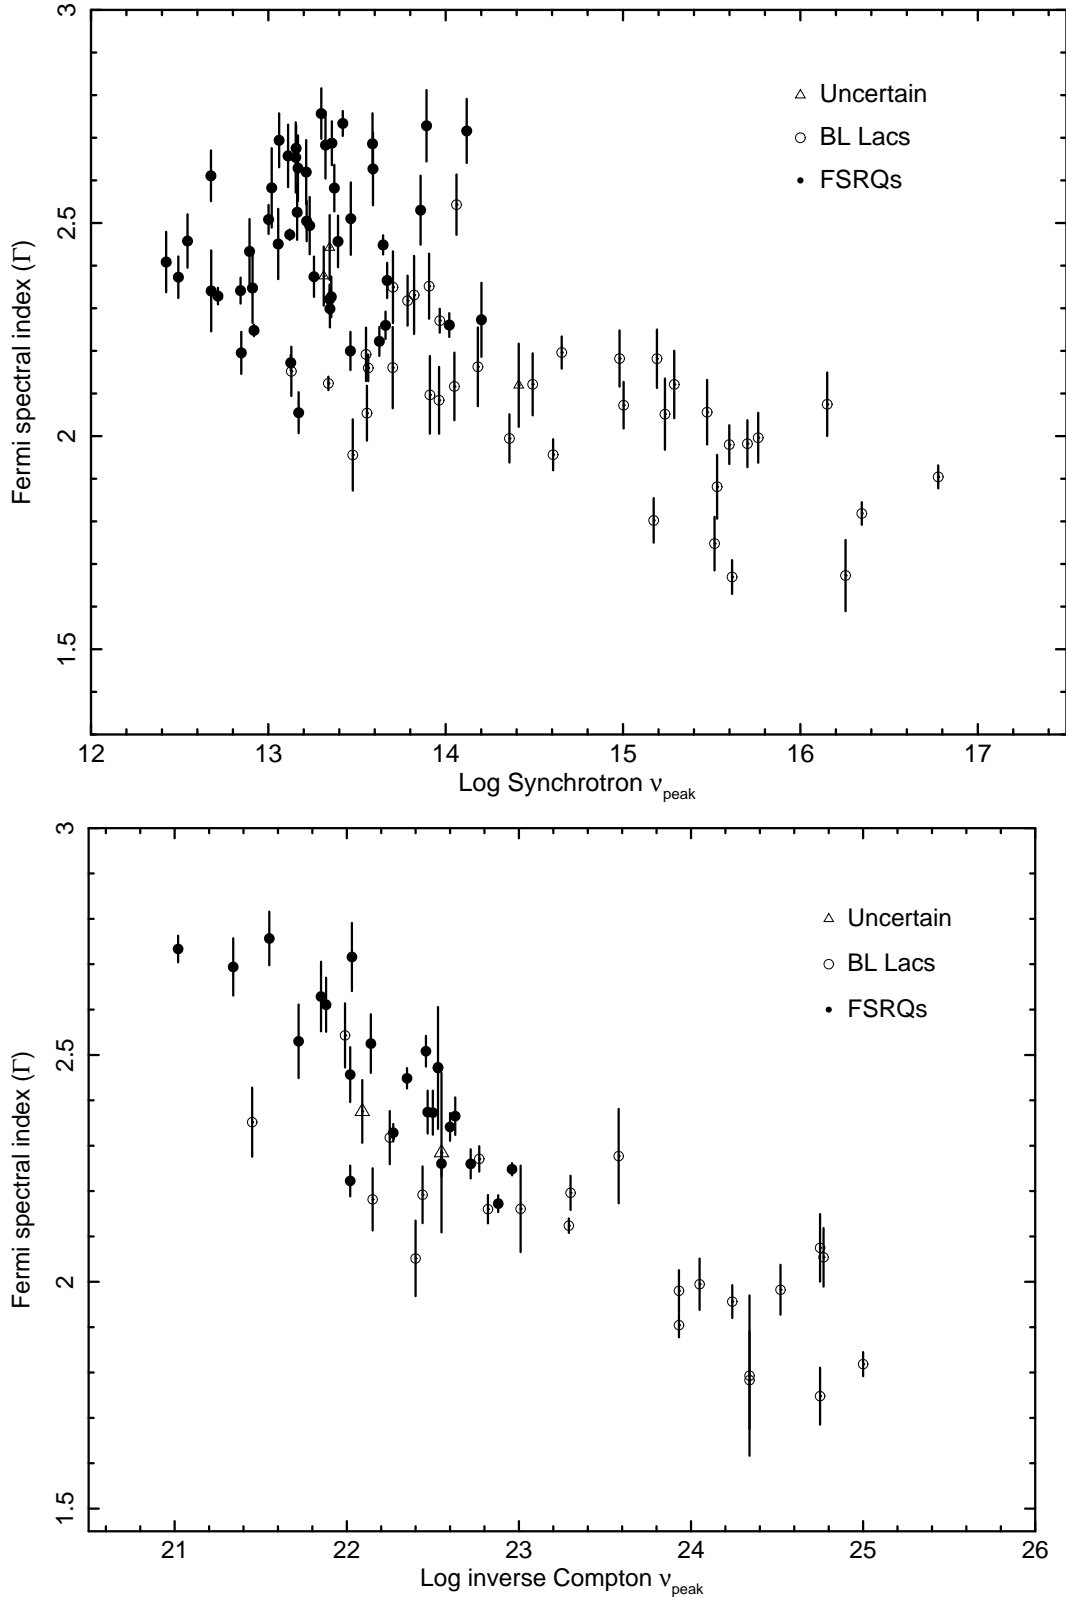 3
2.5
2
1.5
Fermi spectral index (Γ)
Uncertain
BL Lacs
FSRQs
12 13 14 15 16 17
Log Synchrotron ν_peak
3
2.5
2
1.5
Fermi spectral index (Γ)
Uncertain
BL Lacs
FSRQs
21 22 23 24 25 26
Log inverse Compton ν_peak